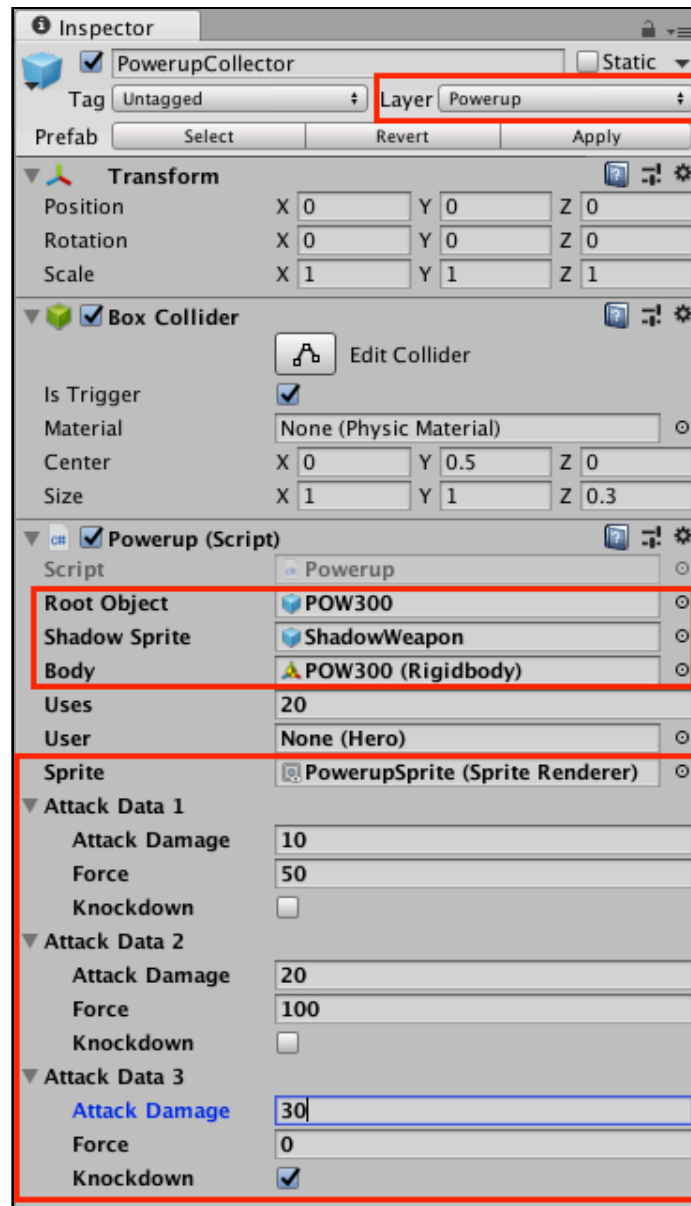 Inspector
PowerupCollector Static
Tag Untagged Layer Powerup
Prefab Select Revert Apply
Transform
Position X 0 Y 0 Z 0
Rotation X 0 Y 0 Z 0
Scale X 1 Y 1 Z 1
Box Collider
Edit Collider
Is Trigger
Material None (Physic Material)
Center X 0 Y 0.5 Z 0
Size X 1 Y 1 Z 0.3
c# Powerup (Script)
Script Powerup
Root Object POW300
Shadow Sprite ShadowWeapon
Body POW300 (Rigidbody)
Uses 20
User None (Hero)
Sprite PowerupSprite (Sprite Renderer)
Attack Data 1
Attack Damage 10
Force 50
Knockdown
Attack Data 2
Attack Damage 20
Force 100
Knockdown
Attack Data 3
Attack Damage 30
Force 0
Knockdown